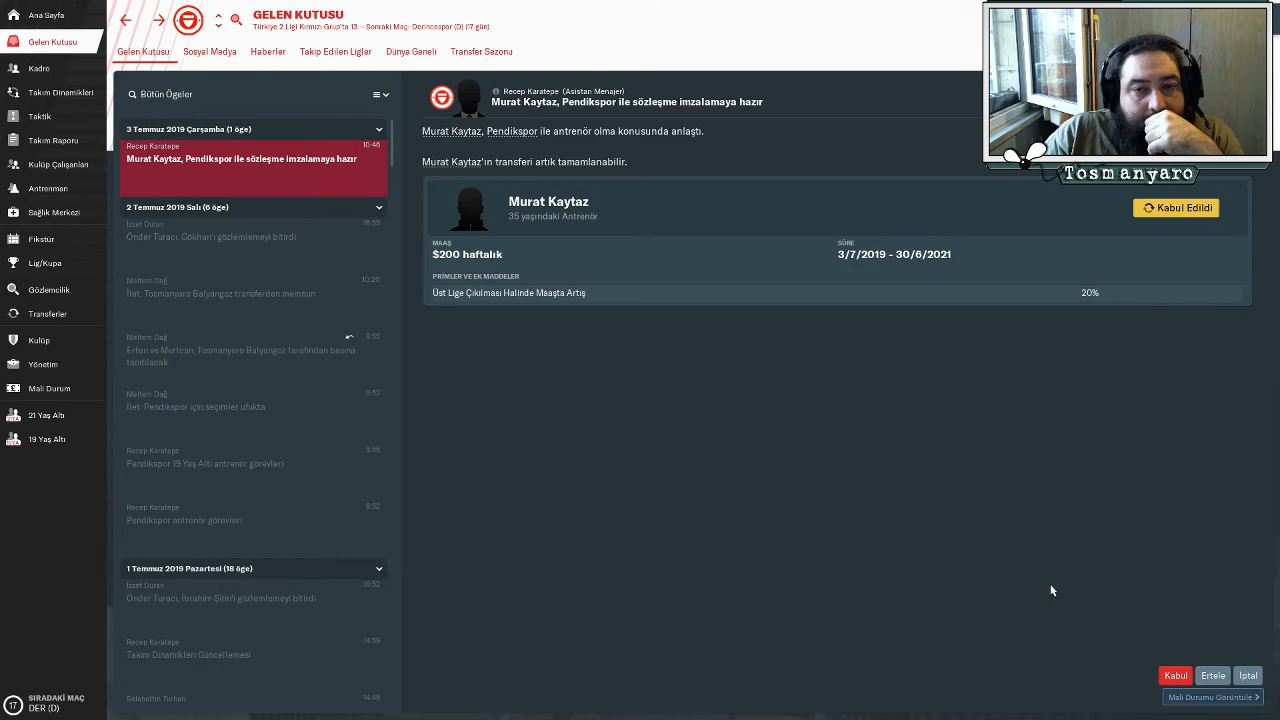 GELEN KUTUSU
Türkiye 2.Ligi Kırmızı Grup'ta 13. - Sonraki Maç- Derincespor (D) (17 gün)
Gelen Kutusu
Sosyal Medya
Haberler
Takip Edilen Ligler
Dünya Geneli
Transfer Sezonu
Ana Sayfa
Gelen Kutusu
Kadro
Takım Dinamikleri
Taktik
Takım Raporu
Kulüp Çalışanları
Antrenman
Sağlık Merkezi
Fikstür
Lig/Kupa
Gözlemcilik
Transferler
Kulüp
Yönetim
Mali Durum
21 Yaş Altı
19 Yaş Altı
17
SIRADAKİ MAÇ
DER (D)
Bütün Ögeler
3 Temmuz 2019 Çarşamba (1 öge)
Recep Karatepe 10:46
Murat Kaytaz, Pendikspor ile sözleşme imzalamaya hazır
2 Temmuz 2019 Salı (6 öge)
İzzet Duran 16:55
Önder Turacı, Gökhan'ı gözlemlemeyi bitirdi
Meltem Dağ 10:20
İlet: Tosmanyaro Balyangoz transferden memnun
Meltem Dağ 9:55
Erten ve Mertcan, Tosmanyaro Balyangoz tarafından basına
tanıtılacak
Meltem Dağ 9:52
İlet: Pendikspor için seçimler ufukta
Recep Karatepe 8:56
Pendikspor 19 Yaş Altı antrenör görevleri
Recep Karatepe 8:52
Pendikspor antrenör görevleri
1 Temmuz 2019 Pazartesi (18 öge)
İzzet Duran 16:52
Önder Turacı, İbrahim Şirin'i gözlemlemeyi bitirdi
Recep Karatepe 14:59
Takım Dinamikleri Güncellemesi
Selahattin Turhan 14:49
Recep Karatepe (Asistan Menajer)
Murat Kaytaz, Pendikspor ile sözleşme imzalamaya hazır
Murat Kaytaz, Pendikspor ile antrenör olma konusunda anlaştı.
Murat Kaytaz'ın transferi artık tamamlanabilir.
Murat Kaytaz
35 yaşındaki Antrenör
Kabul Edildi
MAAŞ
$200 haftalık
SÜRE
3/7/2019 - 30/6/2021
PRİMLER VE EK MADDELER
Üst Lige Çıkılması Halinde Maaşta Artış 20%
Kabul
Ertele
İptal
Mali Durumu Görüntüle
Tosmanyaro